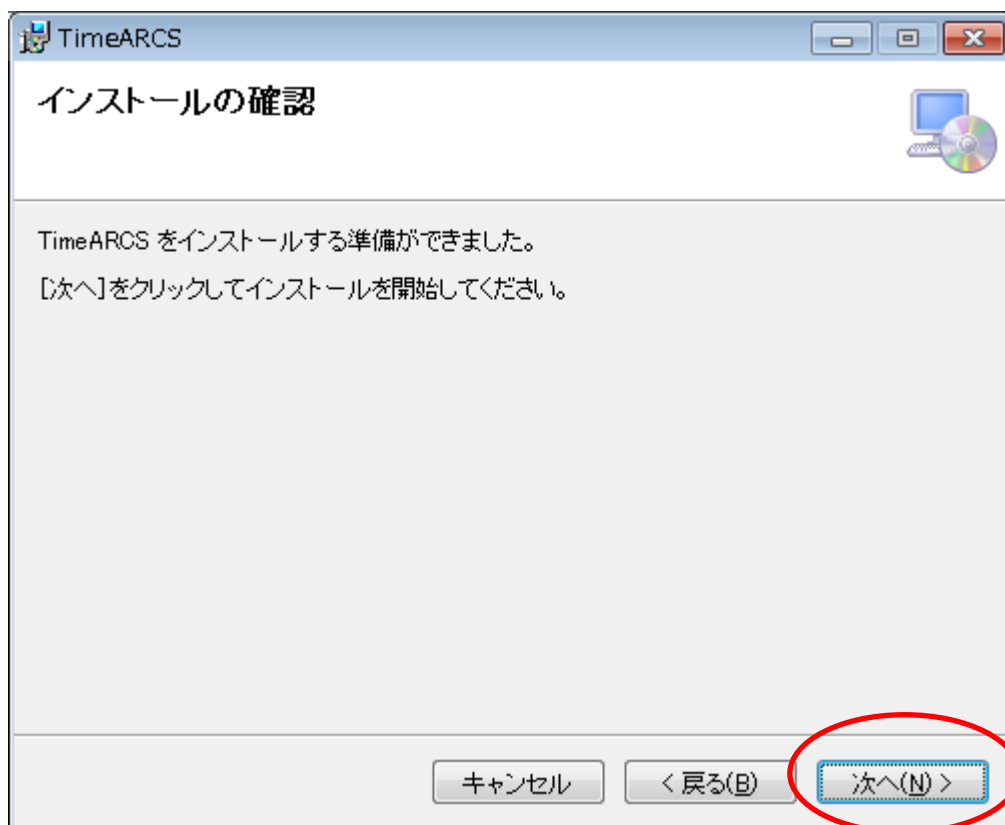 TimeARCS
インストールの確認
TimeARCS をインストールする準備ができました。
[次へ]をクリックしてインストールを開始してください。
キャンセル
< 戻る(B)
次へ(N) >